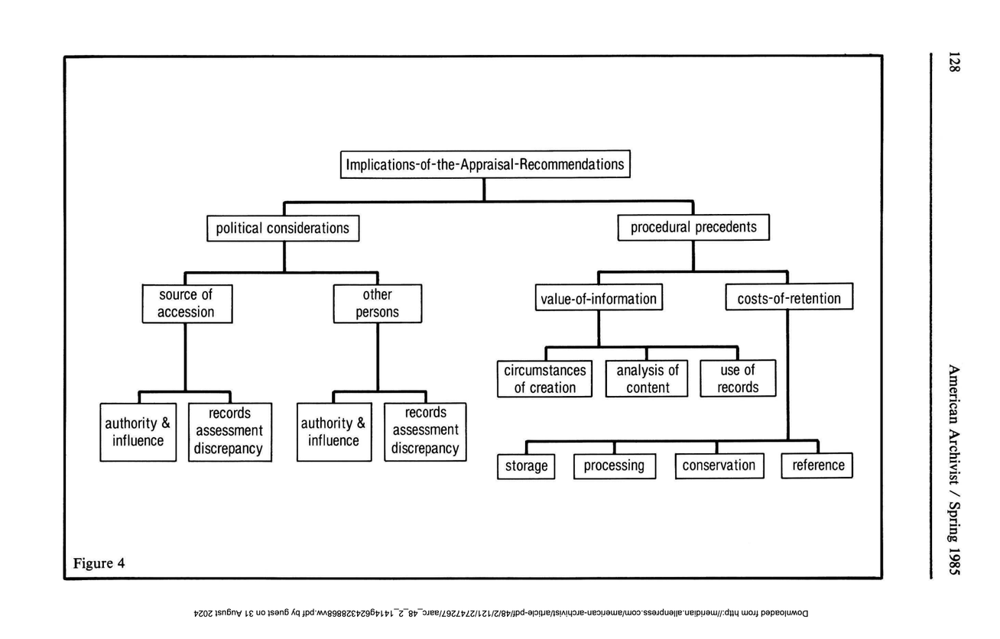 128
American Archivist / Spring 1985
Implications-of-the-Appraisal-Recommendations
political considerations
procedural precedents
source of
accession
other
persons
value-of-information
costs-of-retention
circumstances
of creation
analysis of
content
use of
records
authority &
influence
records
assessment
discrepancy
authority &
influence
records
assessment
discrepancy
storage
processing
conservation
reference
Figure 4
Downloaded from http://meridian.allenpress.com/american-archivist/article-pdf/48/2/121/2747267/aarc_48_2_1414g624328868vw.pdf by guest on 31 August 2024